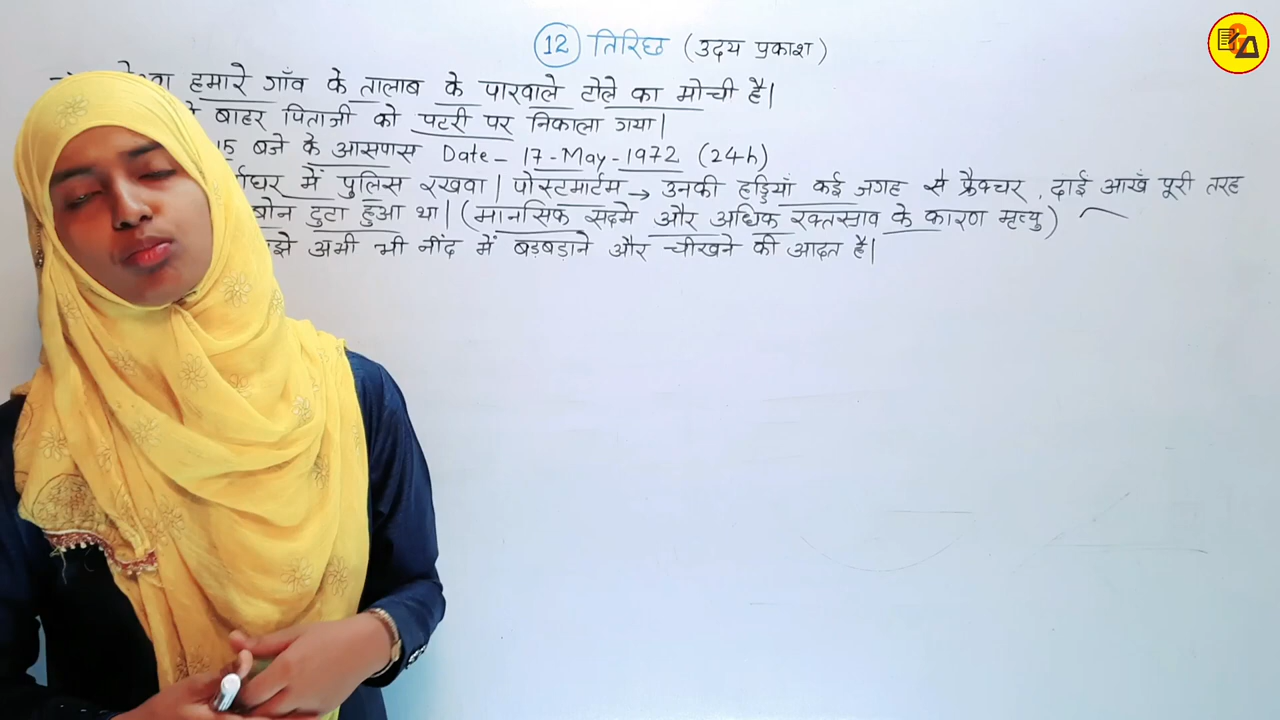 12 तिरिछ (उदय प्रकाश)
हमारे गाँव के तालाब के पारवाले टोले का मोची है।
बाहर पिताजी को पटरी पर निकाला गया।
15 बजे के आसपास Date - 17-May-1972 (24h)
में पुलिस रखवा। पोस्टमार्टम → उनकी हड्डियाँ कई जगह से फ्रैक्चर, दाई आखँ पूरी तरह
बोन टुटा हुआ था। (मानसिक सदमे और अधिक रक्तस्ताव के कारण मृत्यु)
अभी भी नींद में बड़बड़ाने और चीखने की आदत है।